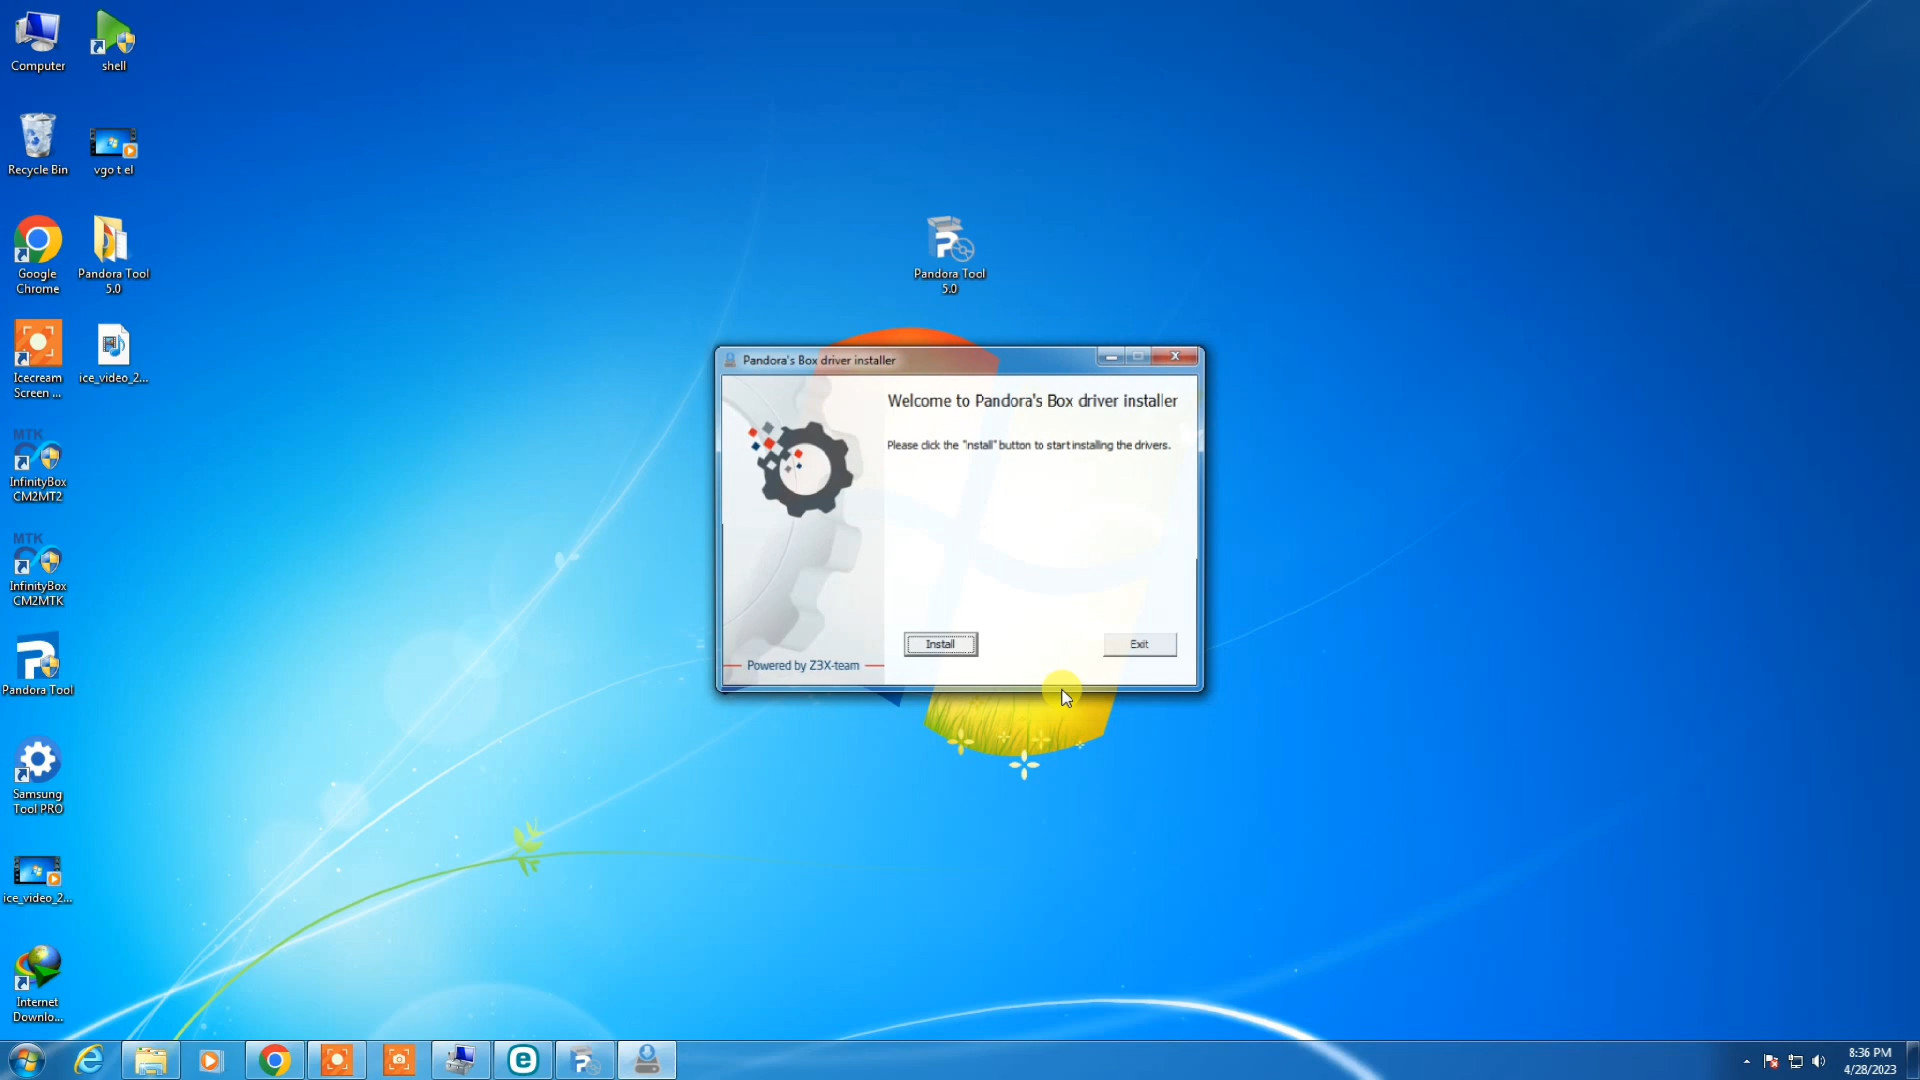 Computer
shell
Recycle Bin
vgo t el
Google
Chrome
Pandora Tool
5.0
Icecream
Screen ...
ice_video_2...
MTK
InfinityBox
CM2MT2
MTK
InfinityBox
CM2MTK
Pandora Tool
Samsung
Tool PRO
ice_video_2...
Internet
Downlo...
Pandora Tool
5.0
Pandora's Box driver installer
Welcome to Pandora's Box driver installer
Please click the "install" button to start installing the drivers.
Install
Exit
Powered by Z3X-team
8:36 PM
4/28/2023